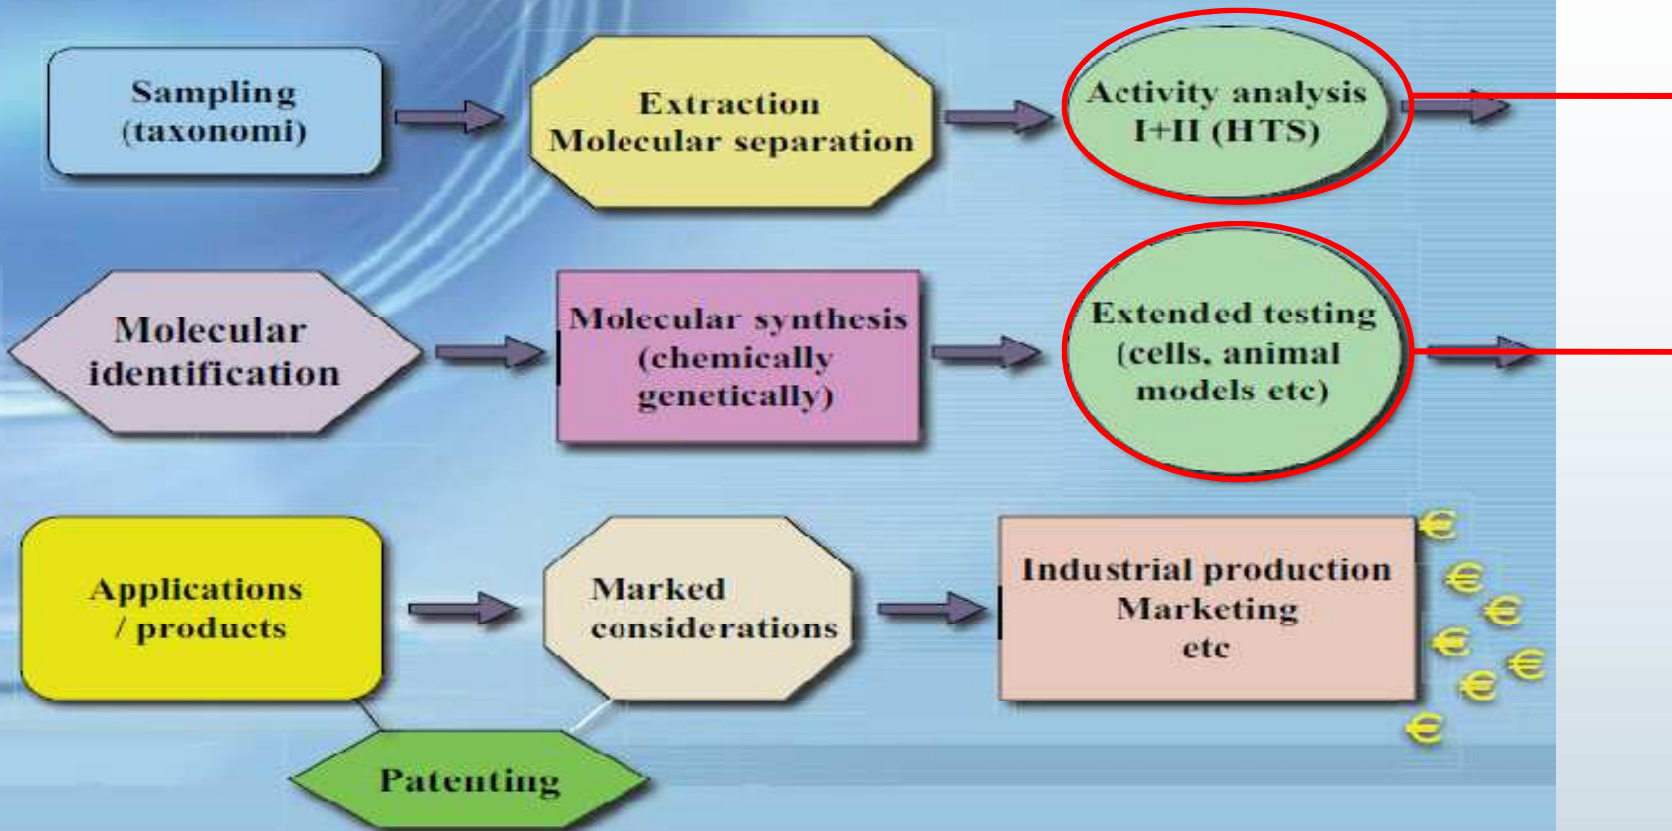 Sampling
(taxonomi)
Extraction
Molecular separation
Activity analysis
I+II (HTS)
Molecular
identification
Molecular synthesis
(chemically
genetically)
Extended testing
(cells, animal
models etc)
Applications
/ products
Marked
considerations
Industrial production
Marketing
etc
€
€
€
€
€
€
€
Patenting